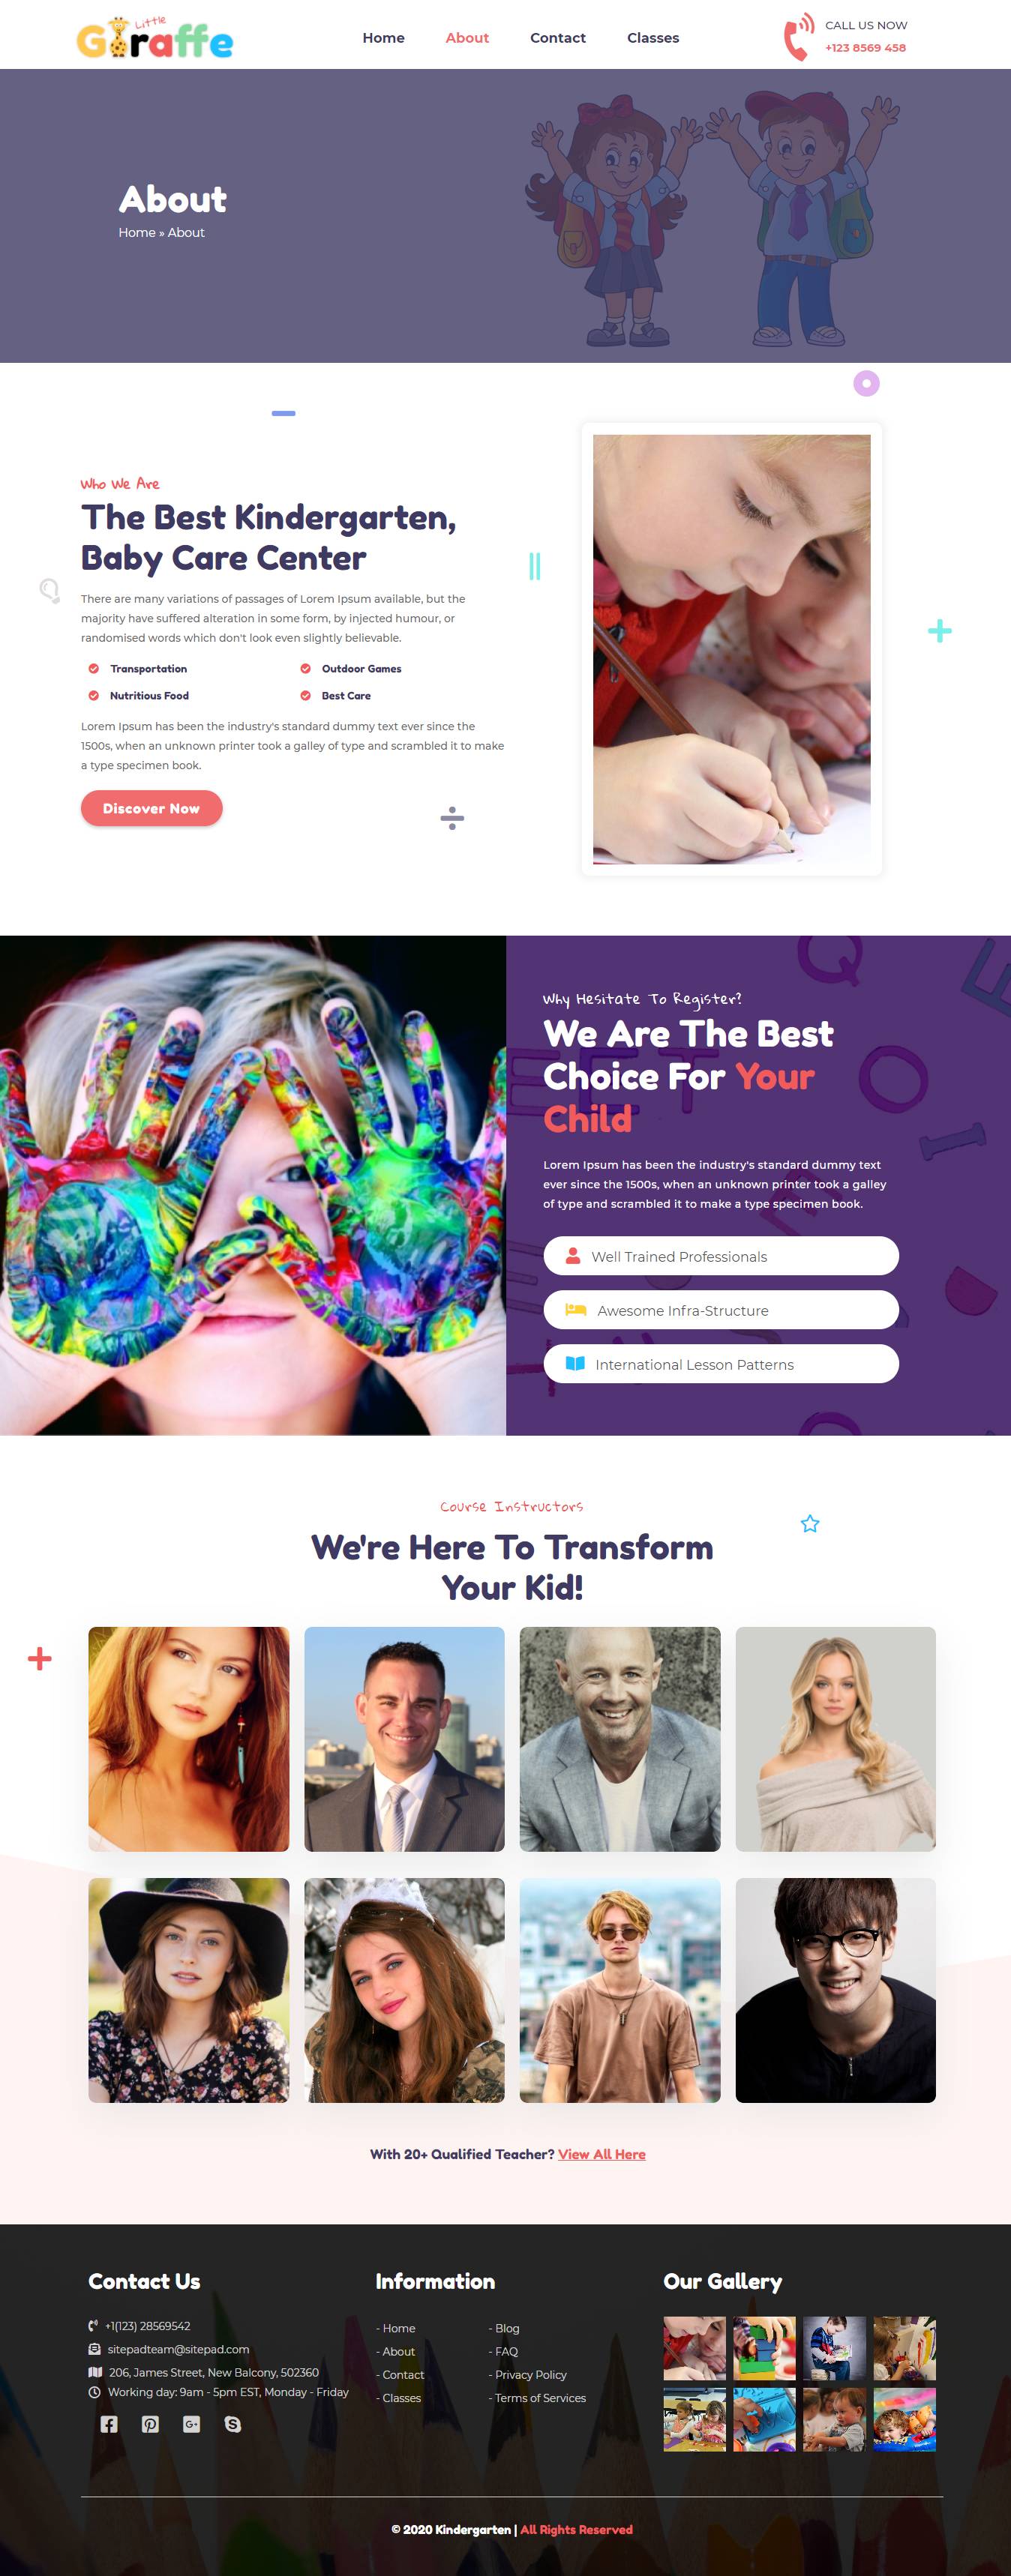 Little
Giraffe
Home
About
Contact
Classes
CALL US NOW
+123 8569 458
About
Home » About
Who We Are
The Best Kindergarten,
Baby Care Center
There are many variations of passages of Lorem Ipsum available, but the
majority have suffered alteration in some form, by injected humour, or
randomised words which don't look even slightly believable.
Transportation
Outdoor Games
Nutritious Food
Best Care
Lorem Ipsum has been the industry's standard dummy text ever since the
1500s, when an unknown printer took a galley of type and scrambled it to make
a type specimen book.
Discover Now
Why Hesitate To Register?
We Are The Best
Choice For Your
Child
Lorem Ipsum has been the industry's standard dummy text
ever since the 1500s, when an unknown printer took a galley
of type and scrambled it to make a type specimen book.
Well Trained Professionals
Awesome Infra-Structure
International Lesson Patterns
Course Instructors
We're Here To Transform
Your Kid!
With 20+ Qualified Teacher? View All Here
Contact Us
+1(123) 28569542
sitepadteam@sitepad.com
206, James Street, New Balcony, 502360
Working day: 9am - 5pm EST, Monday - Friday
Information
- Home
- About
- Contact
- Classes
- Blog
- FAQ
- Privacy Policy
- Terms of Services
Our Gallery
© 2020 Kindergarten | All Rights Reserved